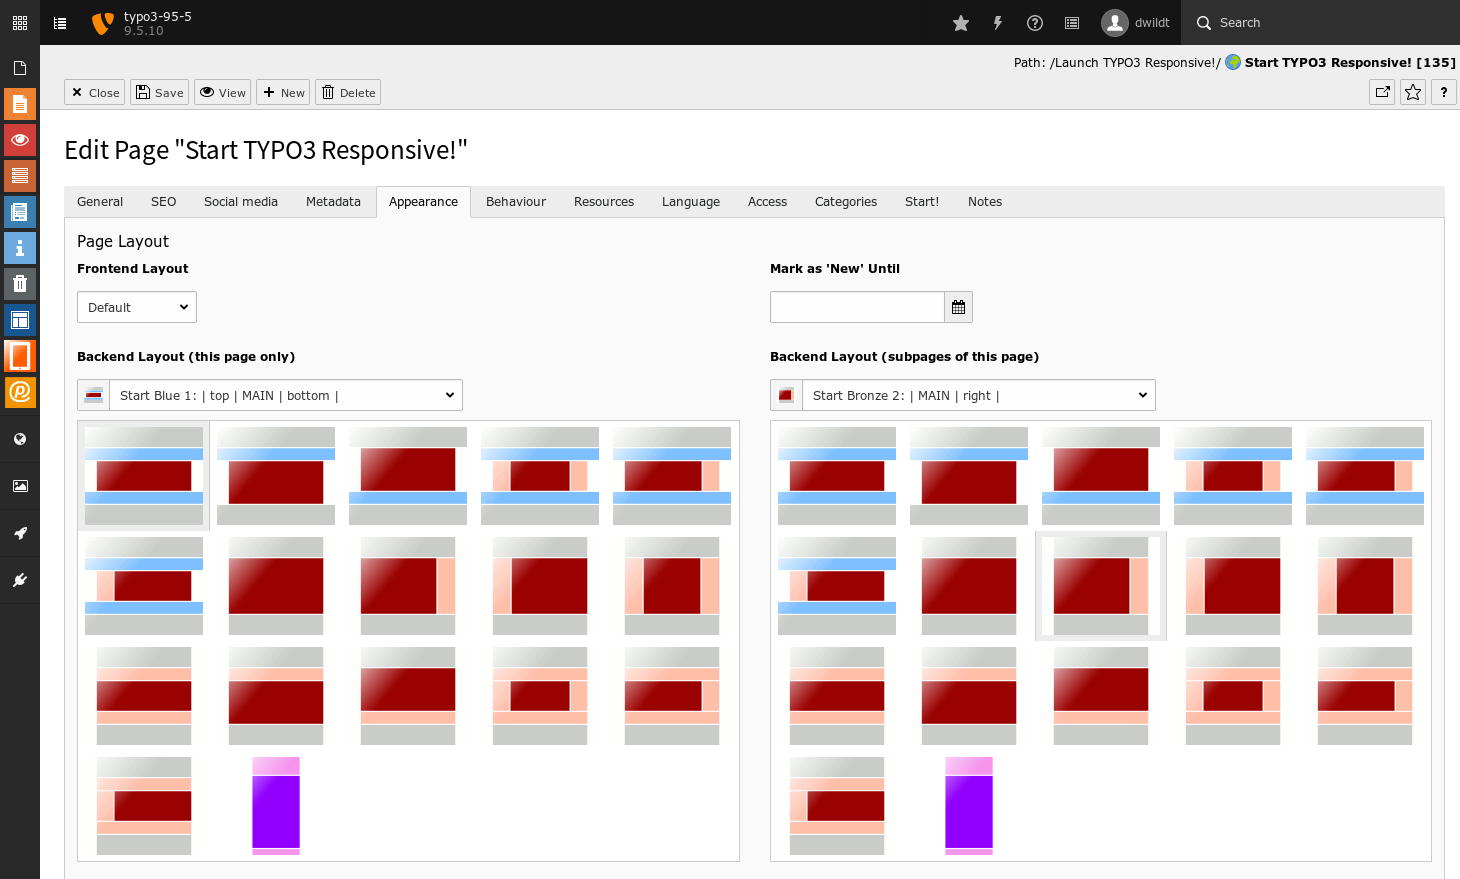 typo3-95-5
9.5.10
dwildt
Search
Path: /Launch TYPO3 Responsive!/ Start TYPO3 Responsive! [135]
Close Save View New Delete
Edit Page "Start TYPO3 Responsive!"
General SEO Social media Metadata Appearance Behaviour Resources Language Access Categories Start! Notes
Page Layout
Frontend Layout
Default
Mark as 'New' Until
Backend Layout (this page only)
Start Blue 1: | top | MAIN | bottom |
Backend Layout (subpages of this page)
Start Bronze 2: | MAIN | right |